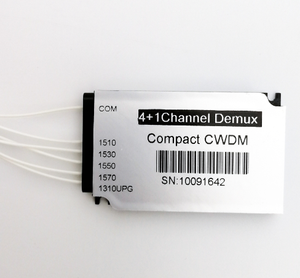 COM
4+1Channel Demux
Compact CWDM
1510
1530
1550
1570
1310UPG
SN:10091642